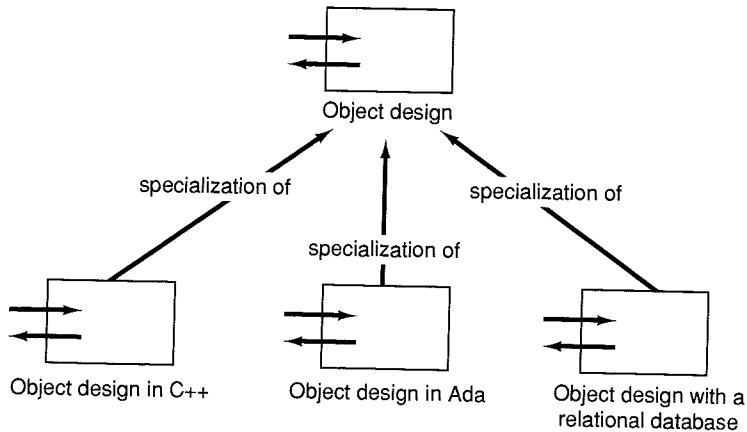 Object design
specialization of
specialization of
specialization of
Object design in C++
Object design in Ada
Object design with a
relational database